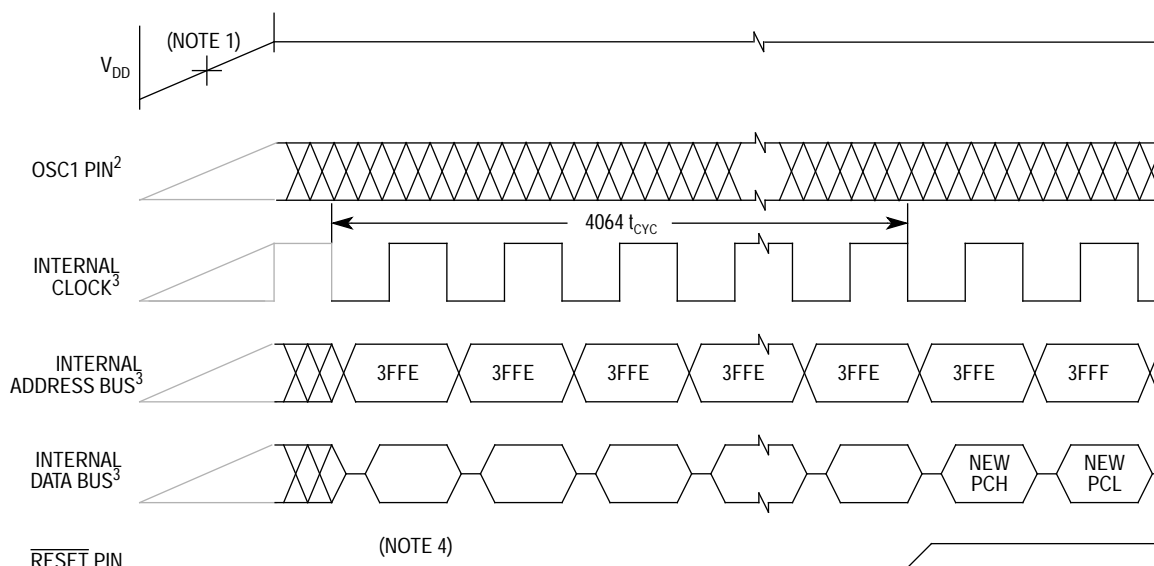 (NOTE 1)
V_DD
OSC1 PIN²
4064 t_CYC
INTERNAL
CLOCK³
INTERNAL
ADDRESS BUS³
3FFE 3FFE 3FFE 3FFE 3FFE 3FFE 3FFF
INTERNAL
DATA BUS³
NEW
PCH
NEW
PCL
(NOTE 4)
RESET PIN